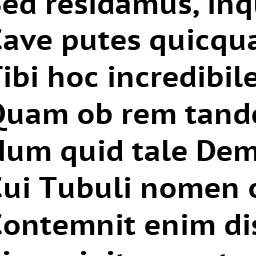 Sed residamus, inqu
Cave putes quicqua
Tibi hoc incredibile
Quam ob rem tande
Num quid tale Dem
Cui Tubuli nomen o
Contemnit enim dis